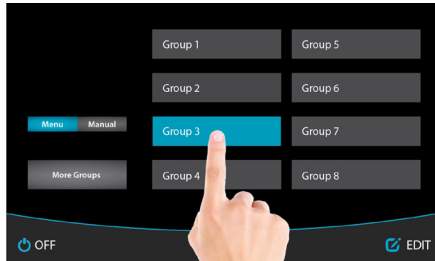 Group 1
Group 5
Group 2
Group 6
Menu
Manual
Group 3
Group 7
More Groups
Group 4
Group 8
OFF
EDIT